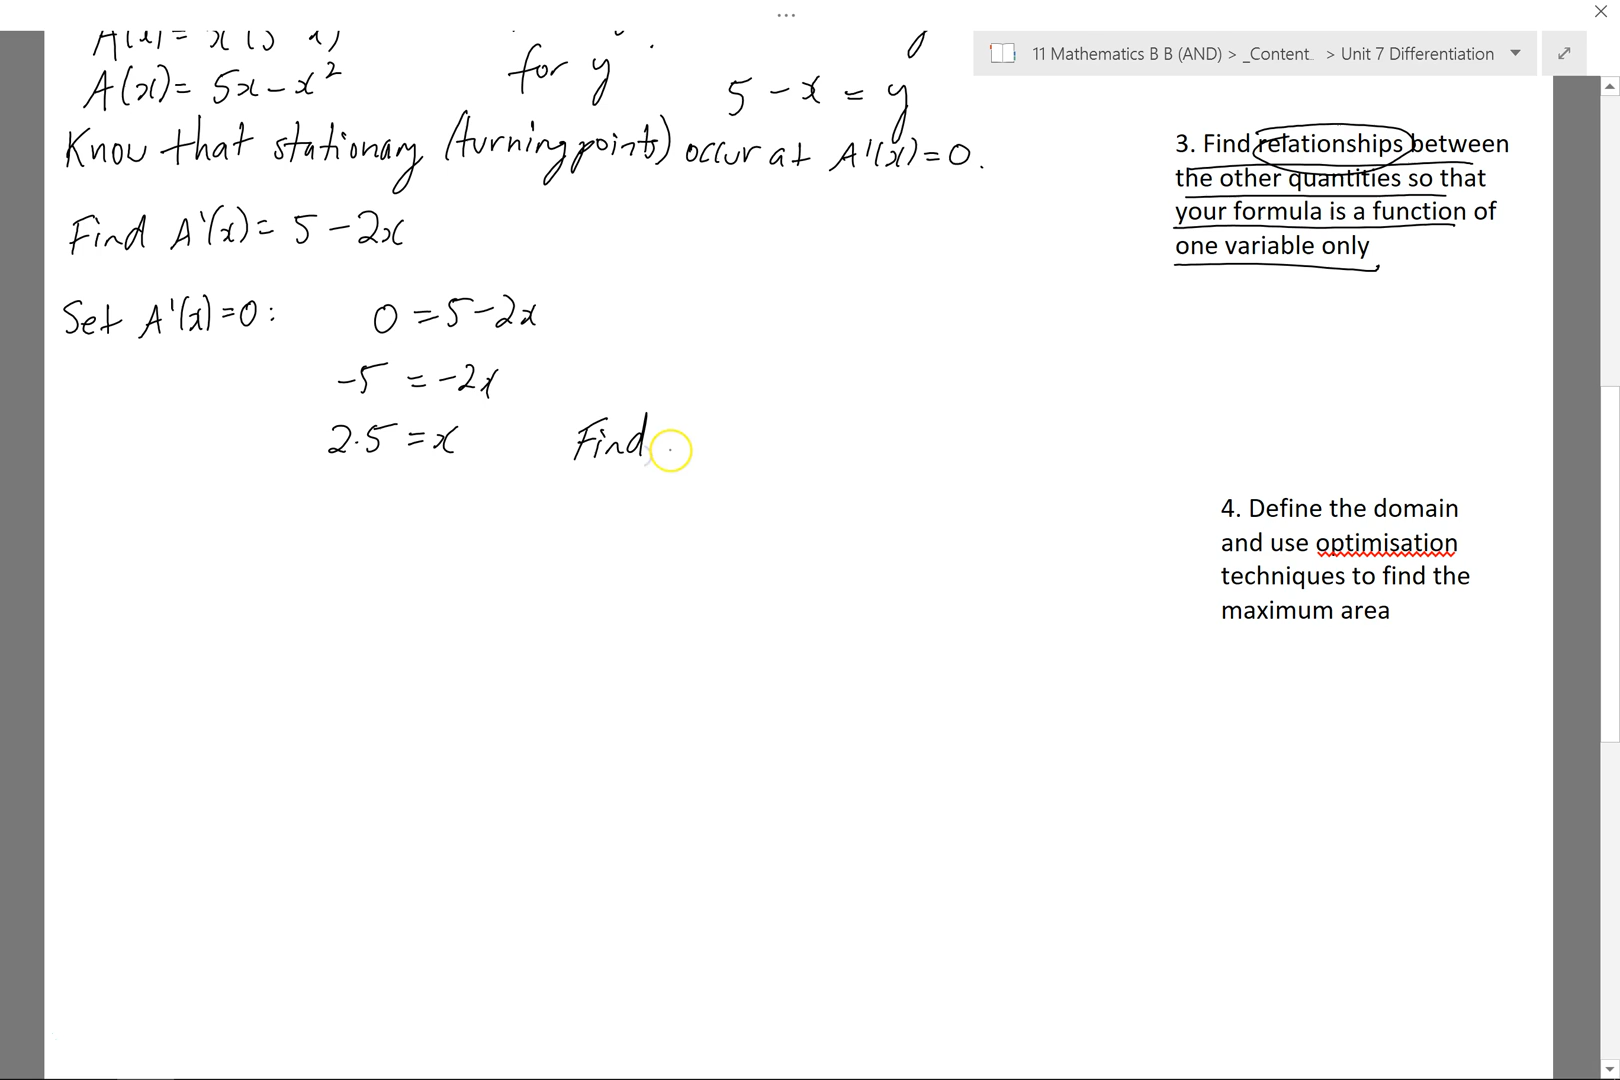 11 Mathematics B B (AND) > _Content. > Unit 7 Differentiation
A(x) = 5x - x²
for y
5 - x = y
Know that stationary (turning points) occur at A'(x) = 0.
Find A'(x) = 5 - 2x
Set A'(x) = 0:
0 = 5 - 2x
-5 = -2x
2.5 = x
Find
3. Find relationships between
the other quantities so that
your formula is a function of
one variable only
4. Define the domain
and use optimisation
techniques to find the
maximum area